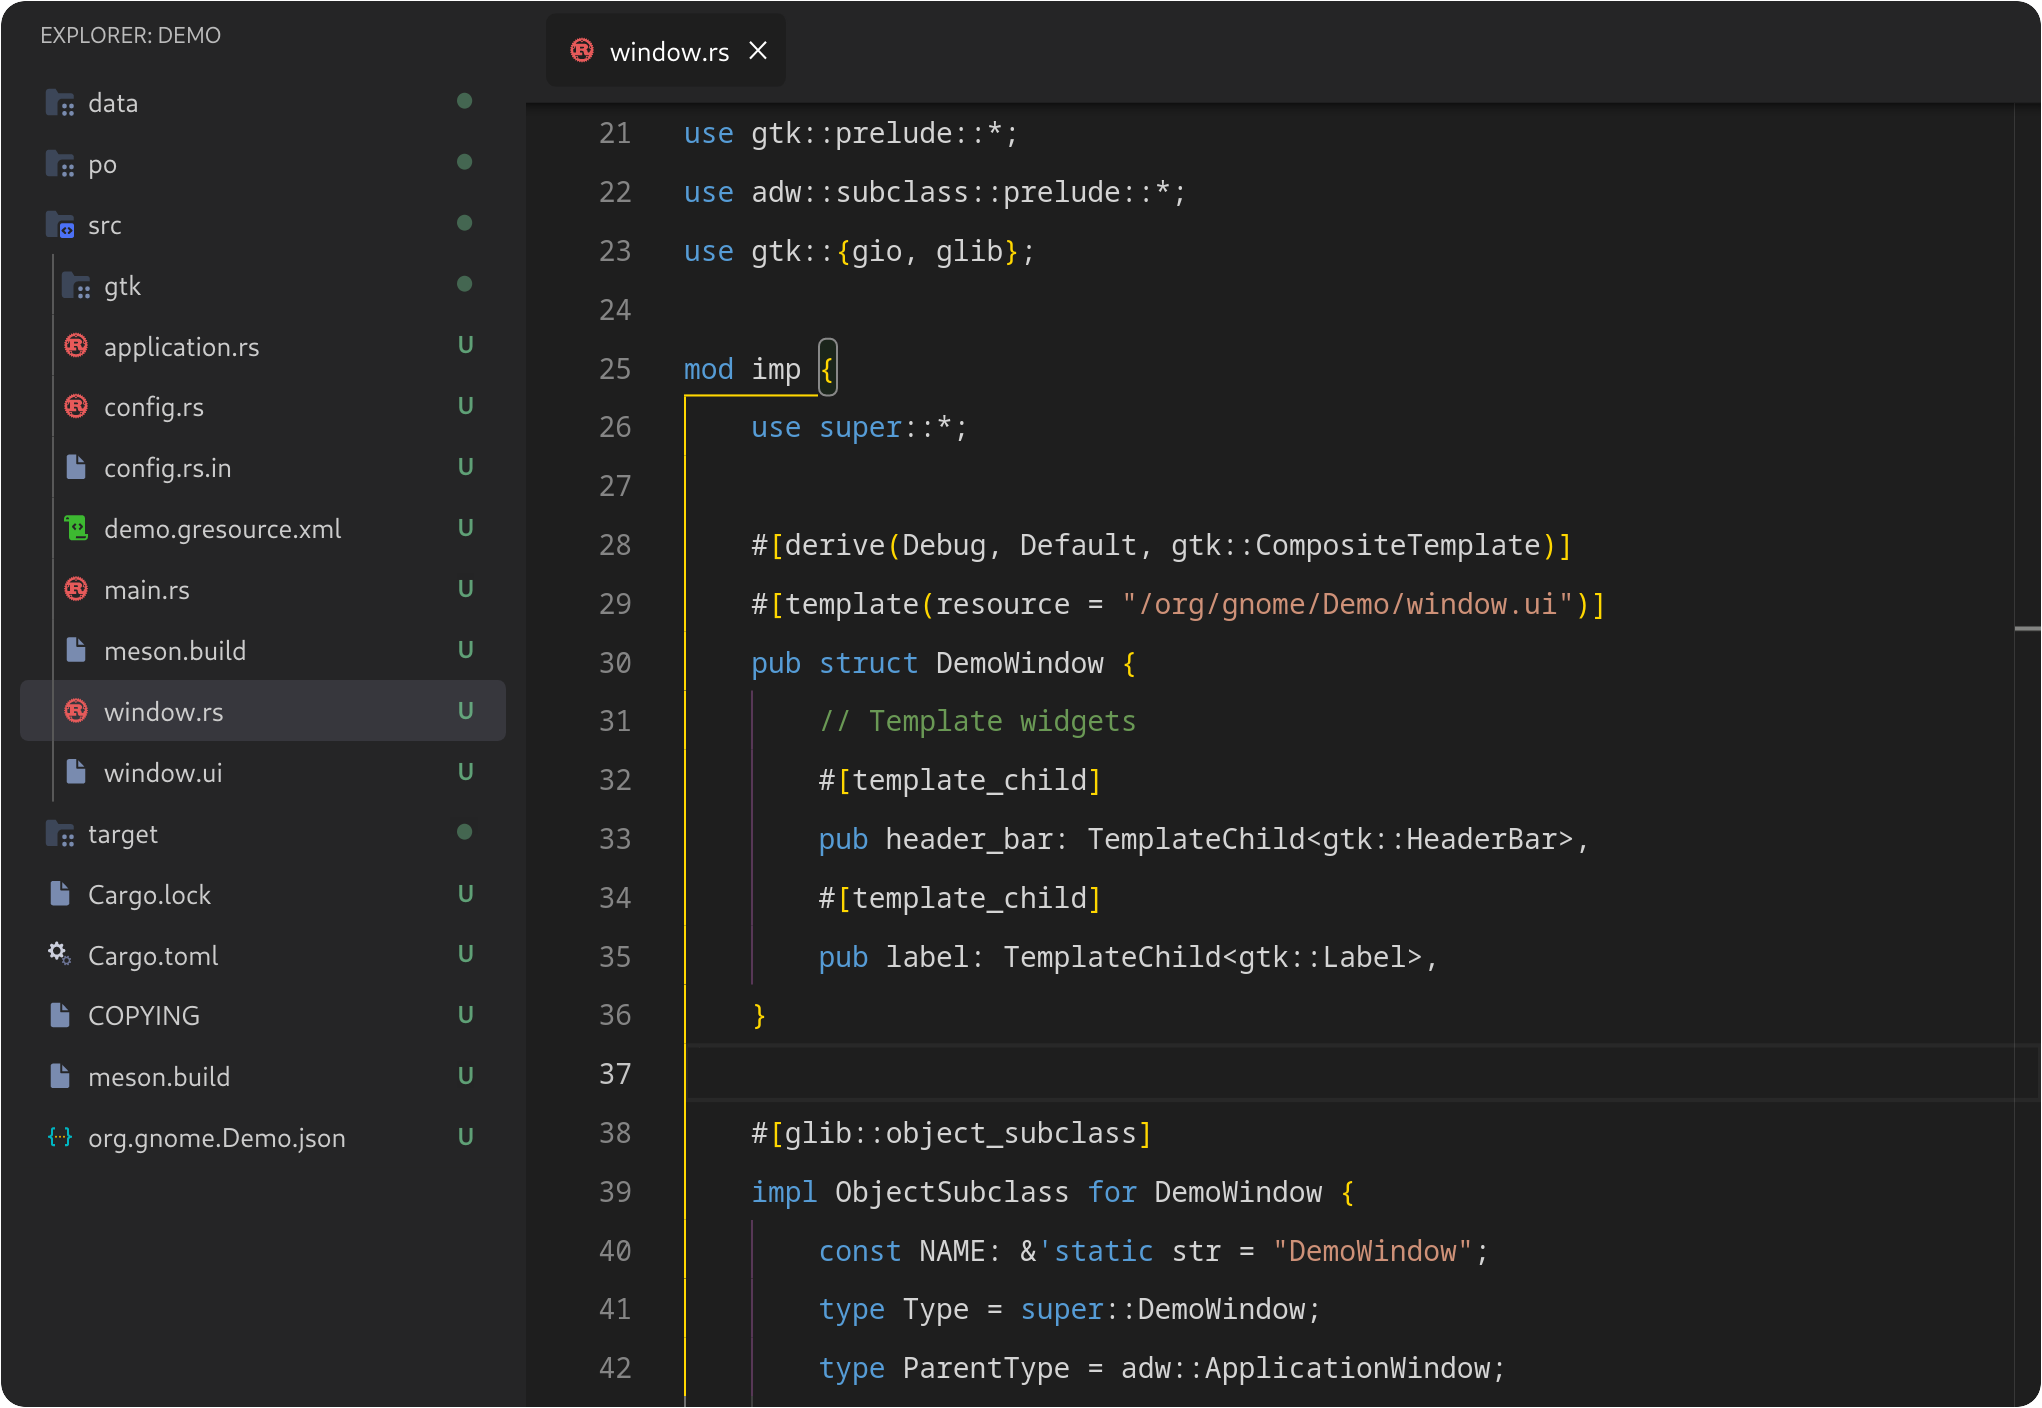 EXPLORER: DEMO
data
po
src
gtk
application.rs U
config.rs U
config.rs.in U
demo.gresource.xml U
main.rs U
meson.build U
window.rs U
window.ui U
target
Cargo.lock U
Cargo.toml U
COPYING U
meson.build U
org.gnome.Demo.json U
window.rs
21 use gtk::prelude::*;
22 use adw::subclass::prelude::*;
23 use gtk::{gio, glib};
24
25 mod imp {
26     use super::*;
27
28     #[derive(Debug, Default, gtk::CompositeTemplate)]
29     #[template(resource = "/org/gnome/Demo/window.ui")]
30     pub struct DemoWindow {
31         // Template widgets
32         #[template_child]
33         pub header_bar: TemplateChild<gtk::HeaderBar>,
34         #[template_child]
35         pub label: TemplateChild<gtk::Label>,
36     }
37
38     #[glib::object_subclass]
39     impl ObjectSubclass for DemoWindow {
40         const NAME: &'static str = "DemoWindow";
41         type Type = super::DemoWindow;
42         type ParentType = adw::ApplicationWindow;